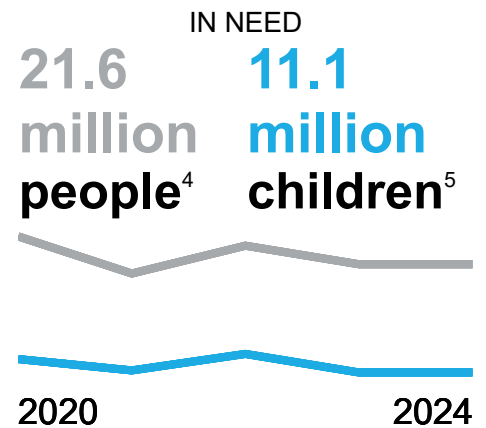 IN NEED
21.6
million
people⁴
11.1
million
children⁵
2020
2024